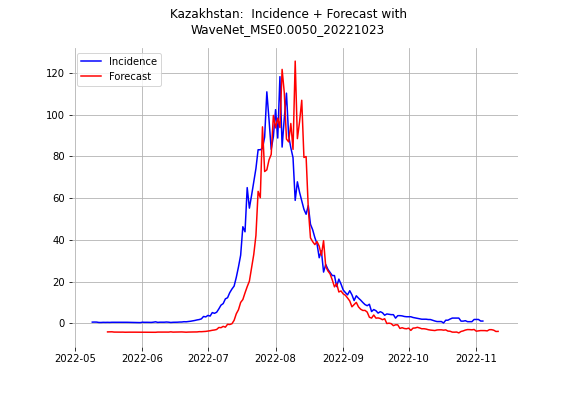 Kazakhstan:  Incidence + Forecast with
WaveNet_MSE0.0050_20221023
Incidence
Forecast
120
100
80
60
40
20
0
2022-05 2022-06 2022-07 2022-08 2022-09 2022-10 2022-11